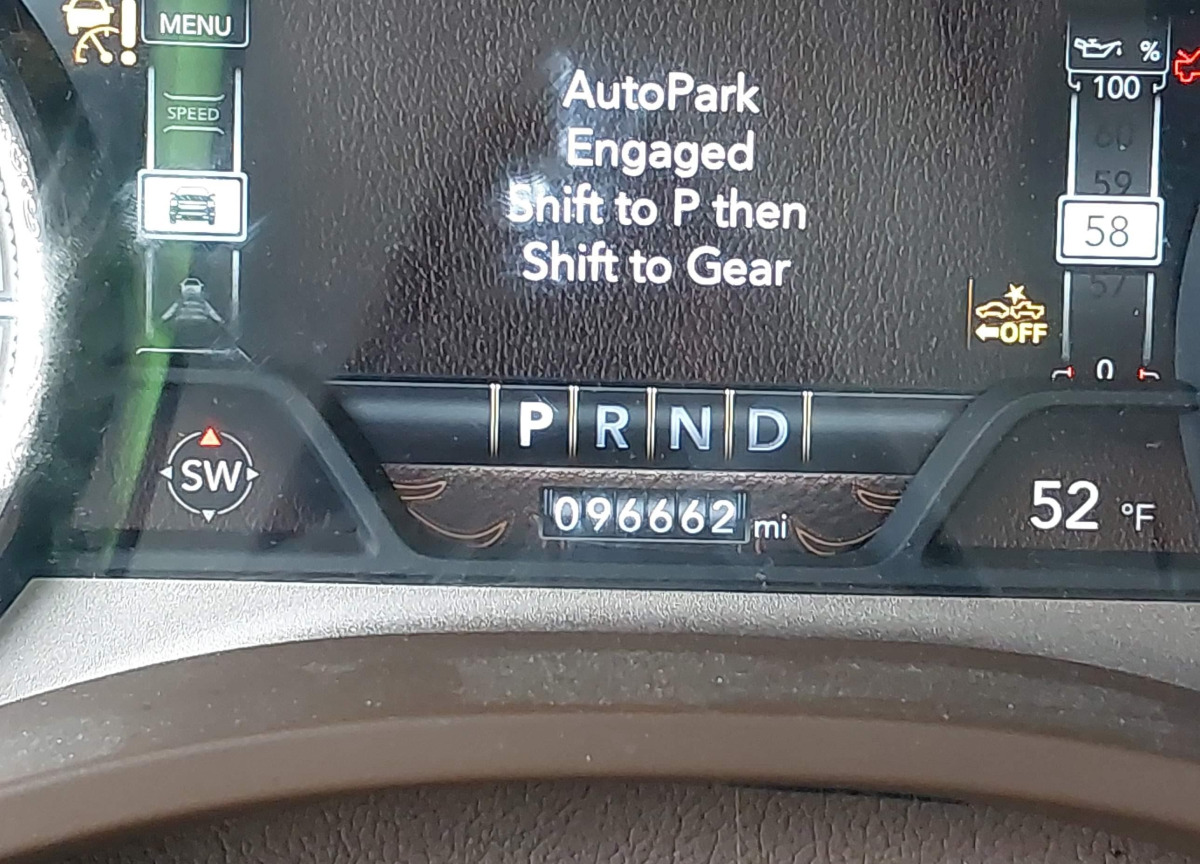 MENU
%
100
SPEED
60
59
58
57
0
AutoPark
Engaged
Shift to P then
Shift to Gear
OFF
P R N D
SW
096662 mi
52 °F